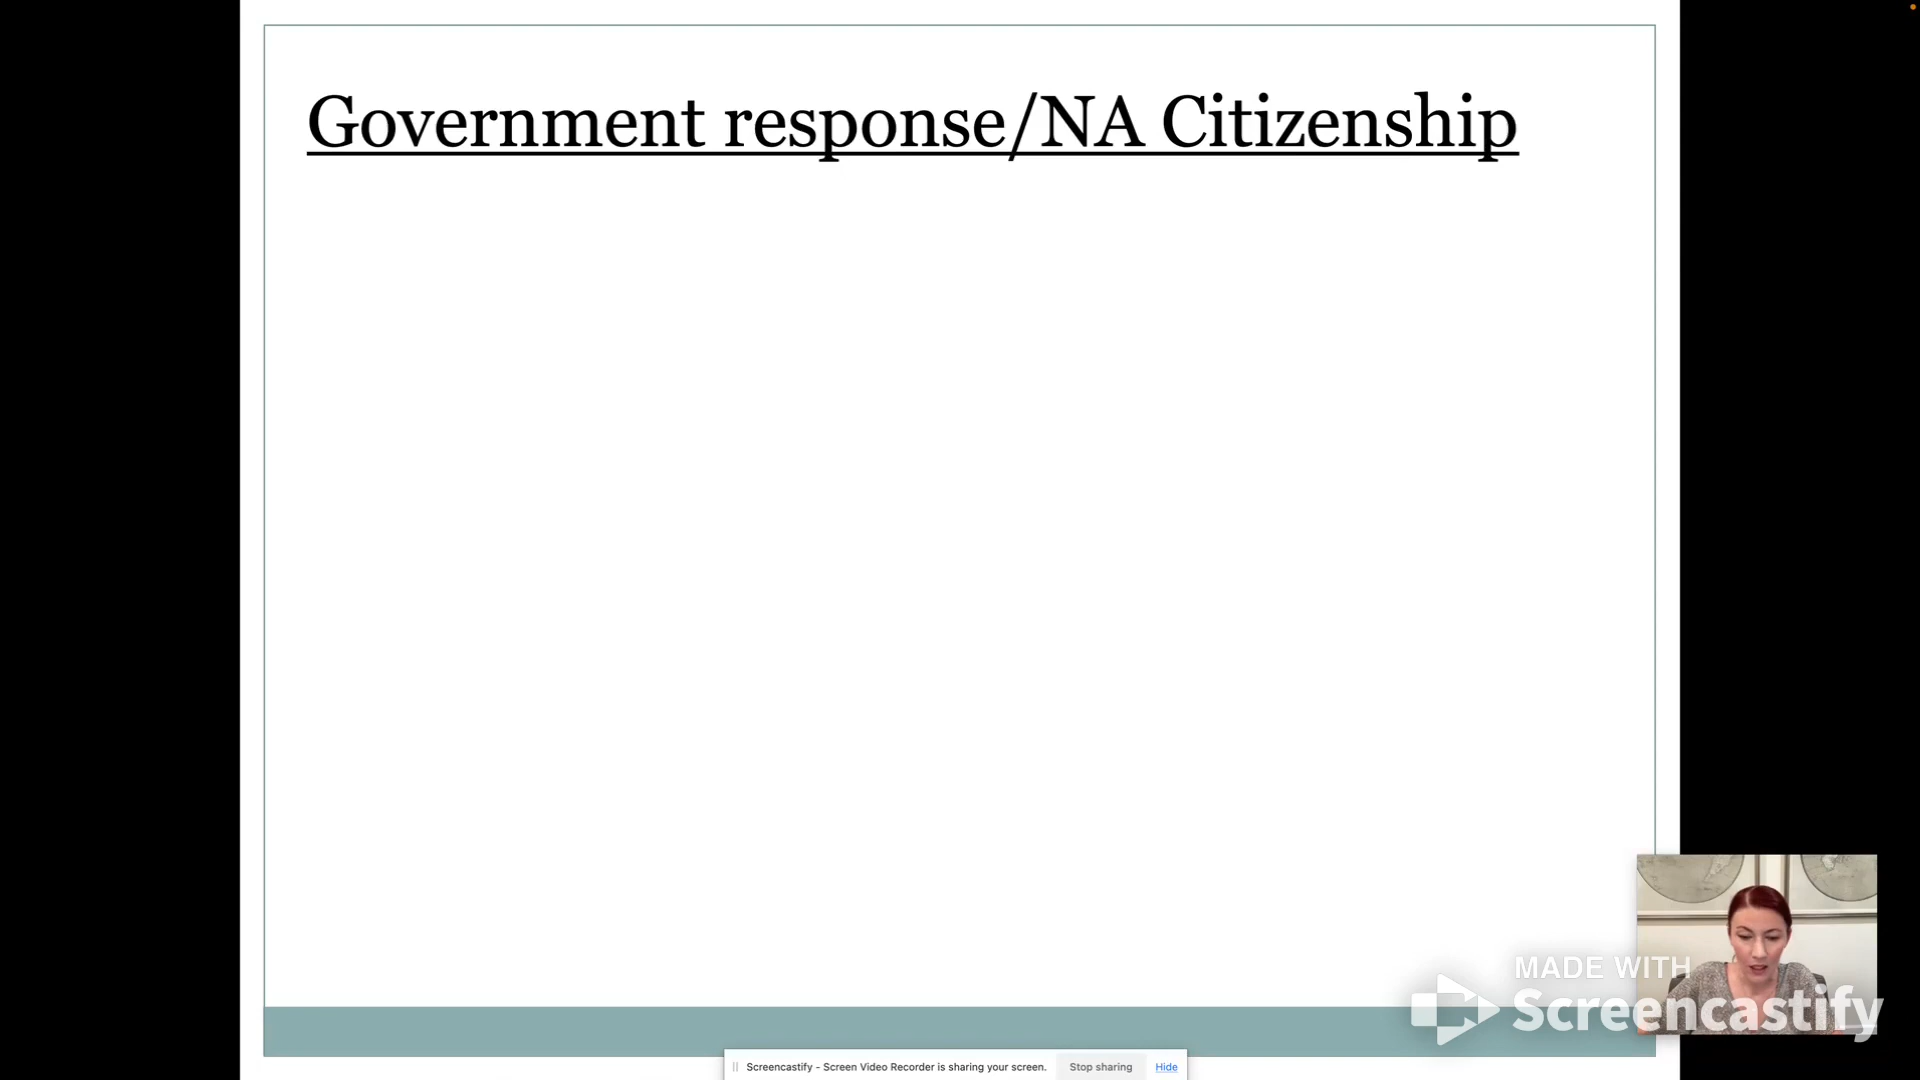 Government response/NA Citizenship
MADE WITH
Screencastify
Screencastify - Screen Video Recorder is sharing your screen.
Stop sharing
Hide